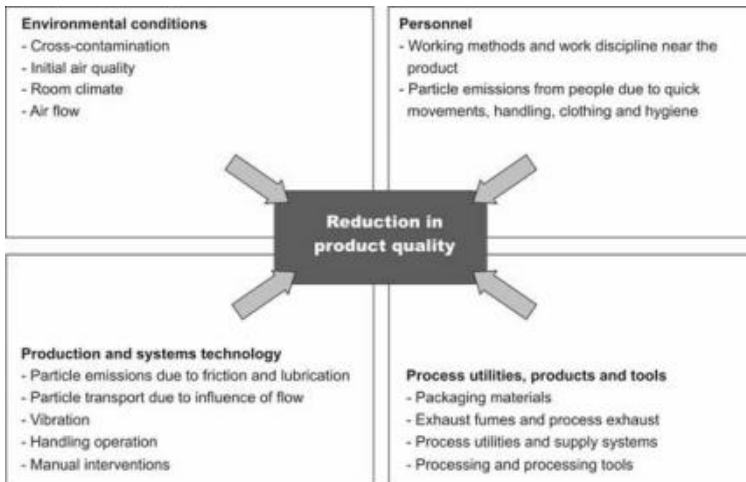 Environmental conditions
- Cross-contamination
- Initial air quality
- Room climate
- Air flow
Personnel
- Working methods and work discipline near the
product
- Particle emissions from people due to quick
movements, handling, clothing and hygiene
Reduction in
product quality
Production and systems technology
- Particle emissions due to friction and lubrication
- Particle transport due to influence of flow
- Vibration
- Handling operation
- Manual interventions
Process utilities, products and tools
- Packaging materials
- Exhaust fumes and process exhaust
- Process utilities and supply systems
- Processing and processing tools